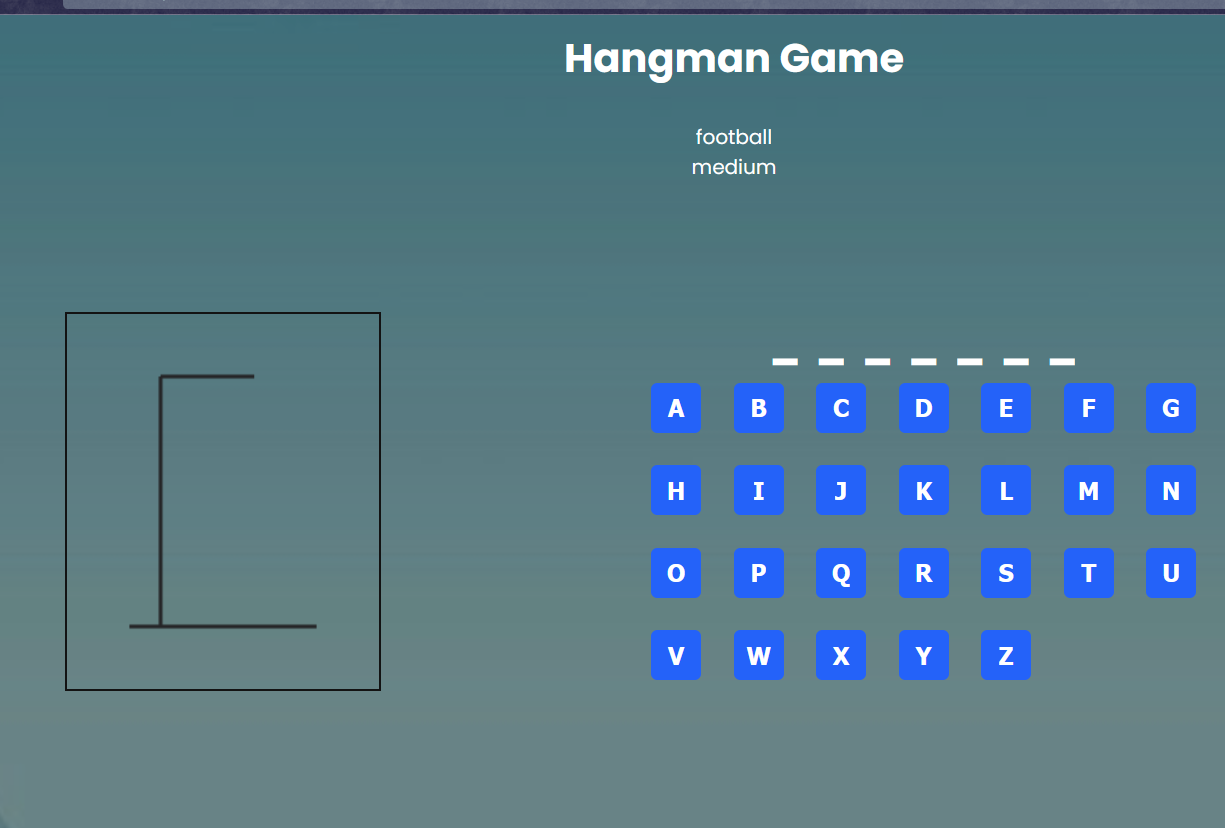 Hangman Game
football
medium
_ _ _ _ _ _ _
A B C D E F G
H I J K L M N
O P Q R S T U
V W X Y Z